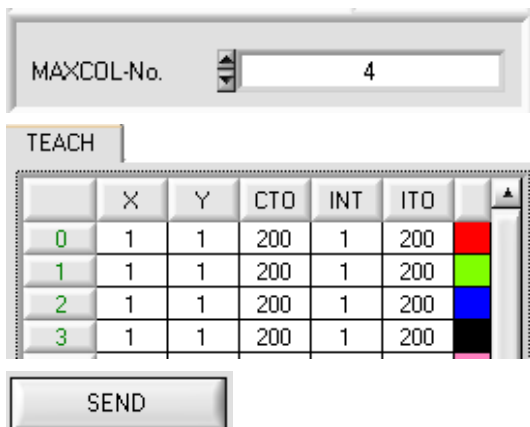 MAXCOL-No. 4
TEACH
X Y CTO INT ITO
0 1 1 200 1 200
1 1 1 200 1 200
2 1 1 200 1 200
3 1 1 200 1 200
SEND